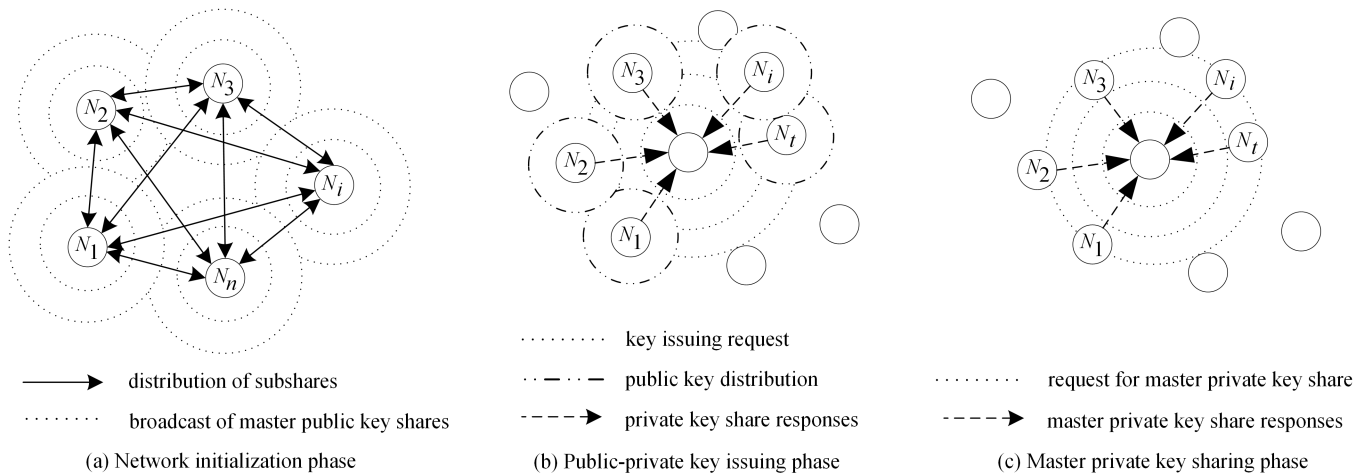 N3
N2
Ni
N1
Nn
distribution of subshares
broadcast of master public key shares
(a) Network initialization phase
N3
Ni
Nt
N2
N1
key issuing request
public key distribution
private key share responses
(b) Public-private key issuing phase
N3
Ni
Nt
N2
N1
request for master private key share
master private key share responses
(c) Master private key sharing phase